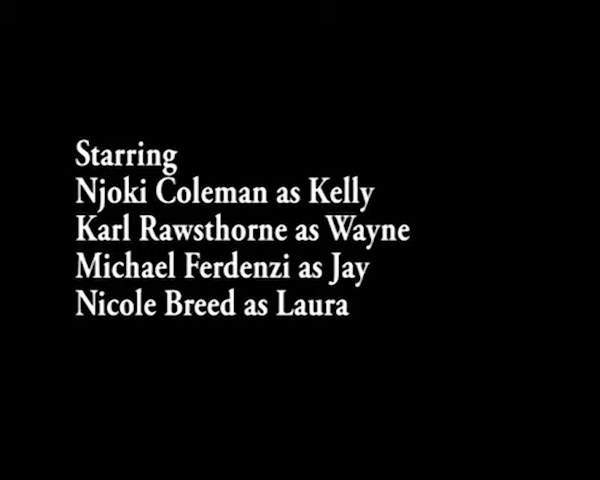 Starring
Njoki Coleman as Kelly
Karl Rawsthorne as Wayne
Michael Ferdenzi as Jay
Nicole Breed as Laura